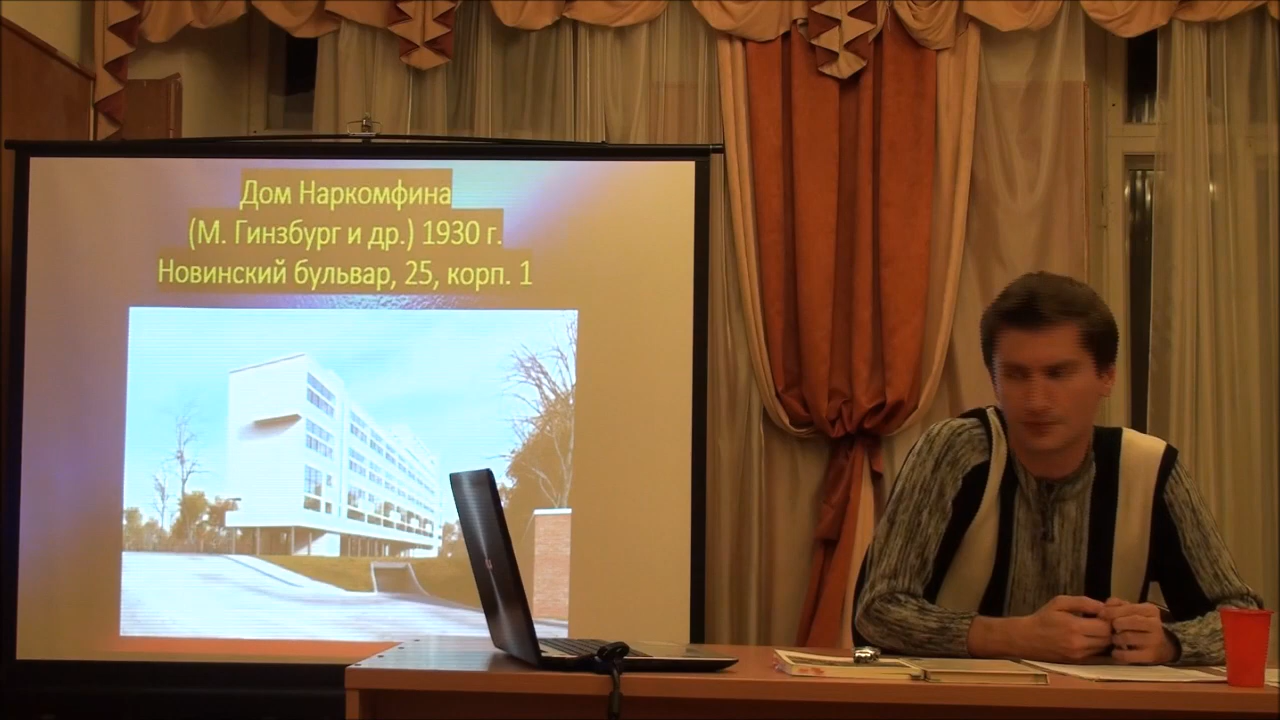 Дом Наркомфина
(М. Гинзбург и др.) 1930 г.
Новинский бульвар, 25, корп. 1